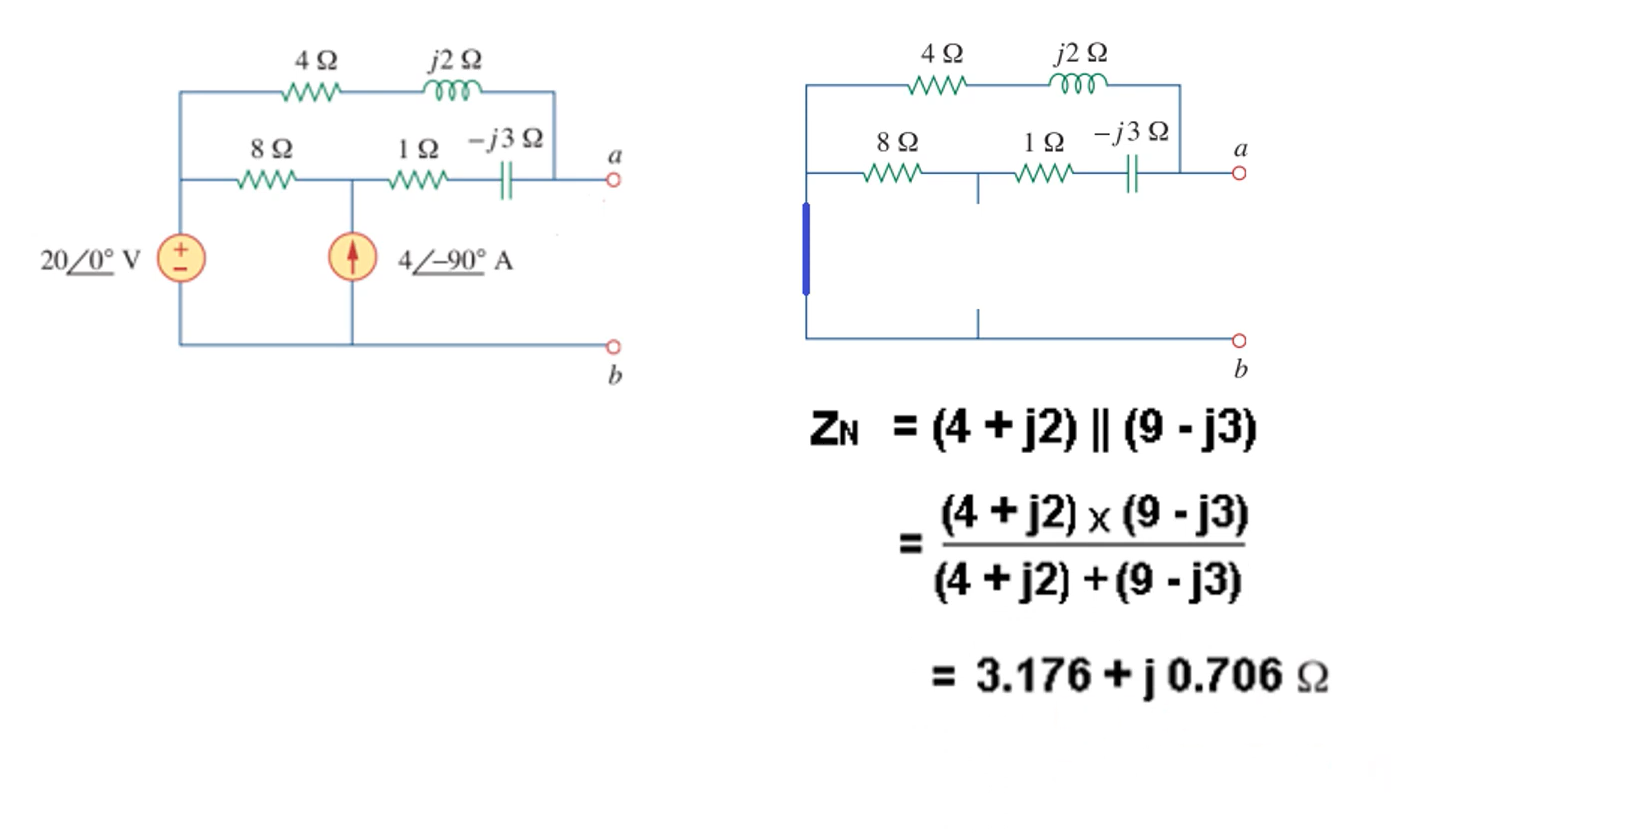 4 Ω
j2 Ω
8 Ω
1 Ω
−j3 Ω
a
20∠0° V
+
−
4∠−90° A
b
4 Ω
j2 Ω
8 Ω
1 Ω
−j3 Ω
a
b
ZN = (4 + j2) || (9 - j3)
= (4 + j2) x (9 - j3)
(4 + j2) + (9 - j3)
= 3.176 + j 0.706 Ω